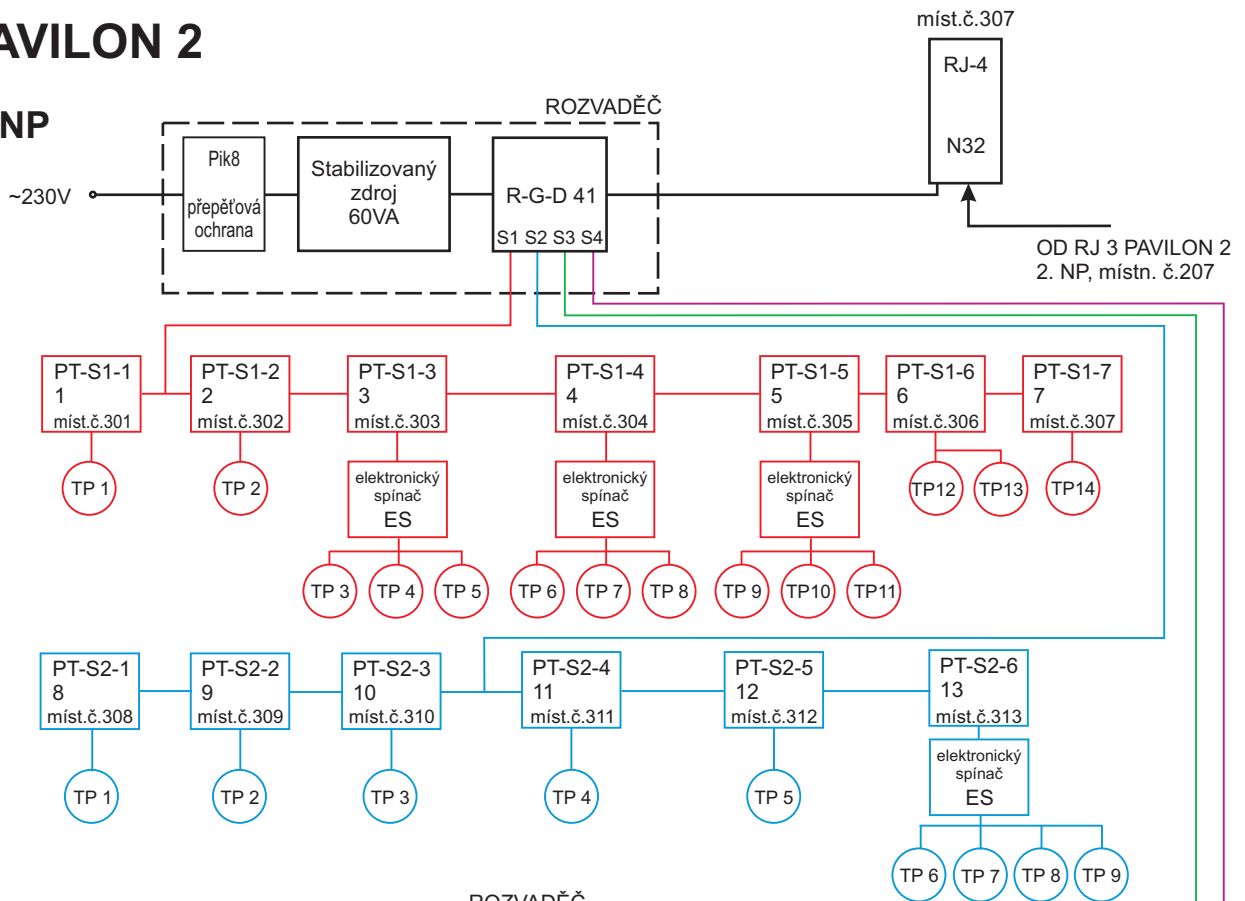 AVILON 2
NP
míst.č.307
RJ-4
N32
ROZVADĚČ
~230V
Pik8
přepěťová
ochrana
Stabilizovaný
zdroj
60VA
R-G-D 41
S1 S2 S3 S4
OD RJ 3 PAVILON 2
2. NP, místn. č.207
PT-S1-1
1
míst.č.301
PT-S1-2
2
míst.č.302
PT-S1-3
3
míst.č.303
PT-S1-4
4
míst.č.304
PT-S1-5
5
míst.č.305
PT-S1-6
6
míst.č.306
PT-S1-7
7
míst.č.307
TP 1
TP 2
elektronický
spínač
ES
elektronický
spínač
ES
elektronický
spínač
ES
TP12
TP13
TP14
TP 3
TP 4
TP 5
TP 6
TP 7
TP 8
TP 9
TP10
TP11
PT-S2-1
8
míst.č.308
PT-S2-2
9
míst.č.309
PT-S2-3
10
míst.č.310
PT-S2-4
11
míst.č.311
PT-S2-5
12
míst.č.312
PT-S2-6
13
míst.č.313
TP 1
TP 2
TP 3
TP 4
TP 5
elektronický
spínač
ES
TP 6
TP 7
TP 8
TP 9
ROZVADĚČ